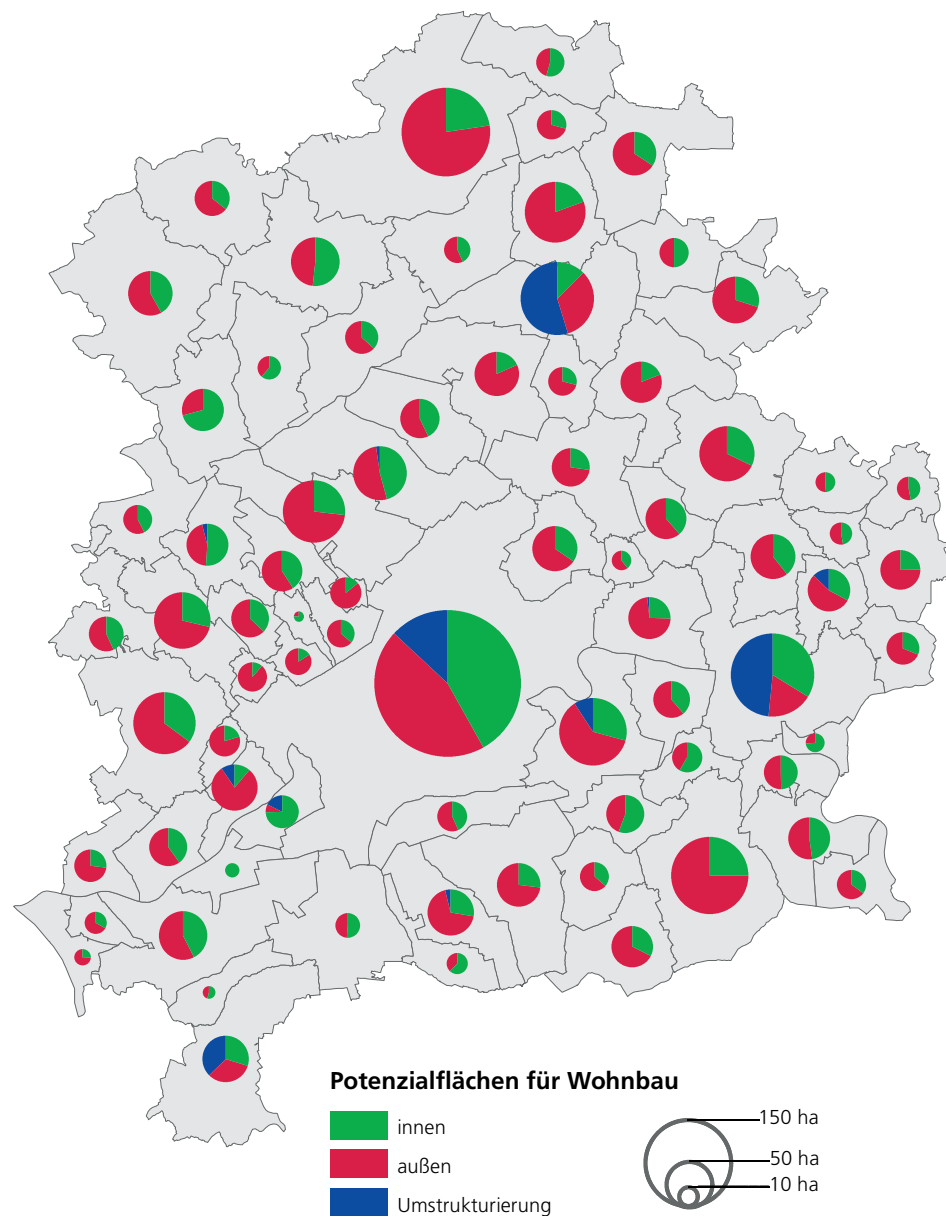 Potenzialflächen für Wohnbau
innen
außen
Umstrukturierung
150 ha
50 ha
10 ha